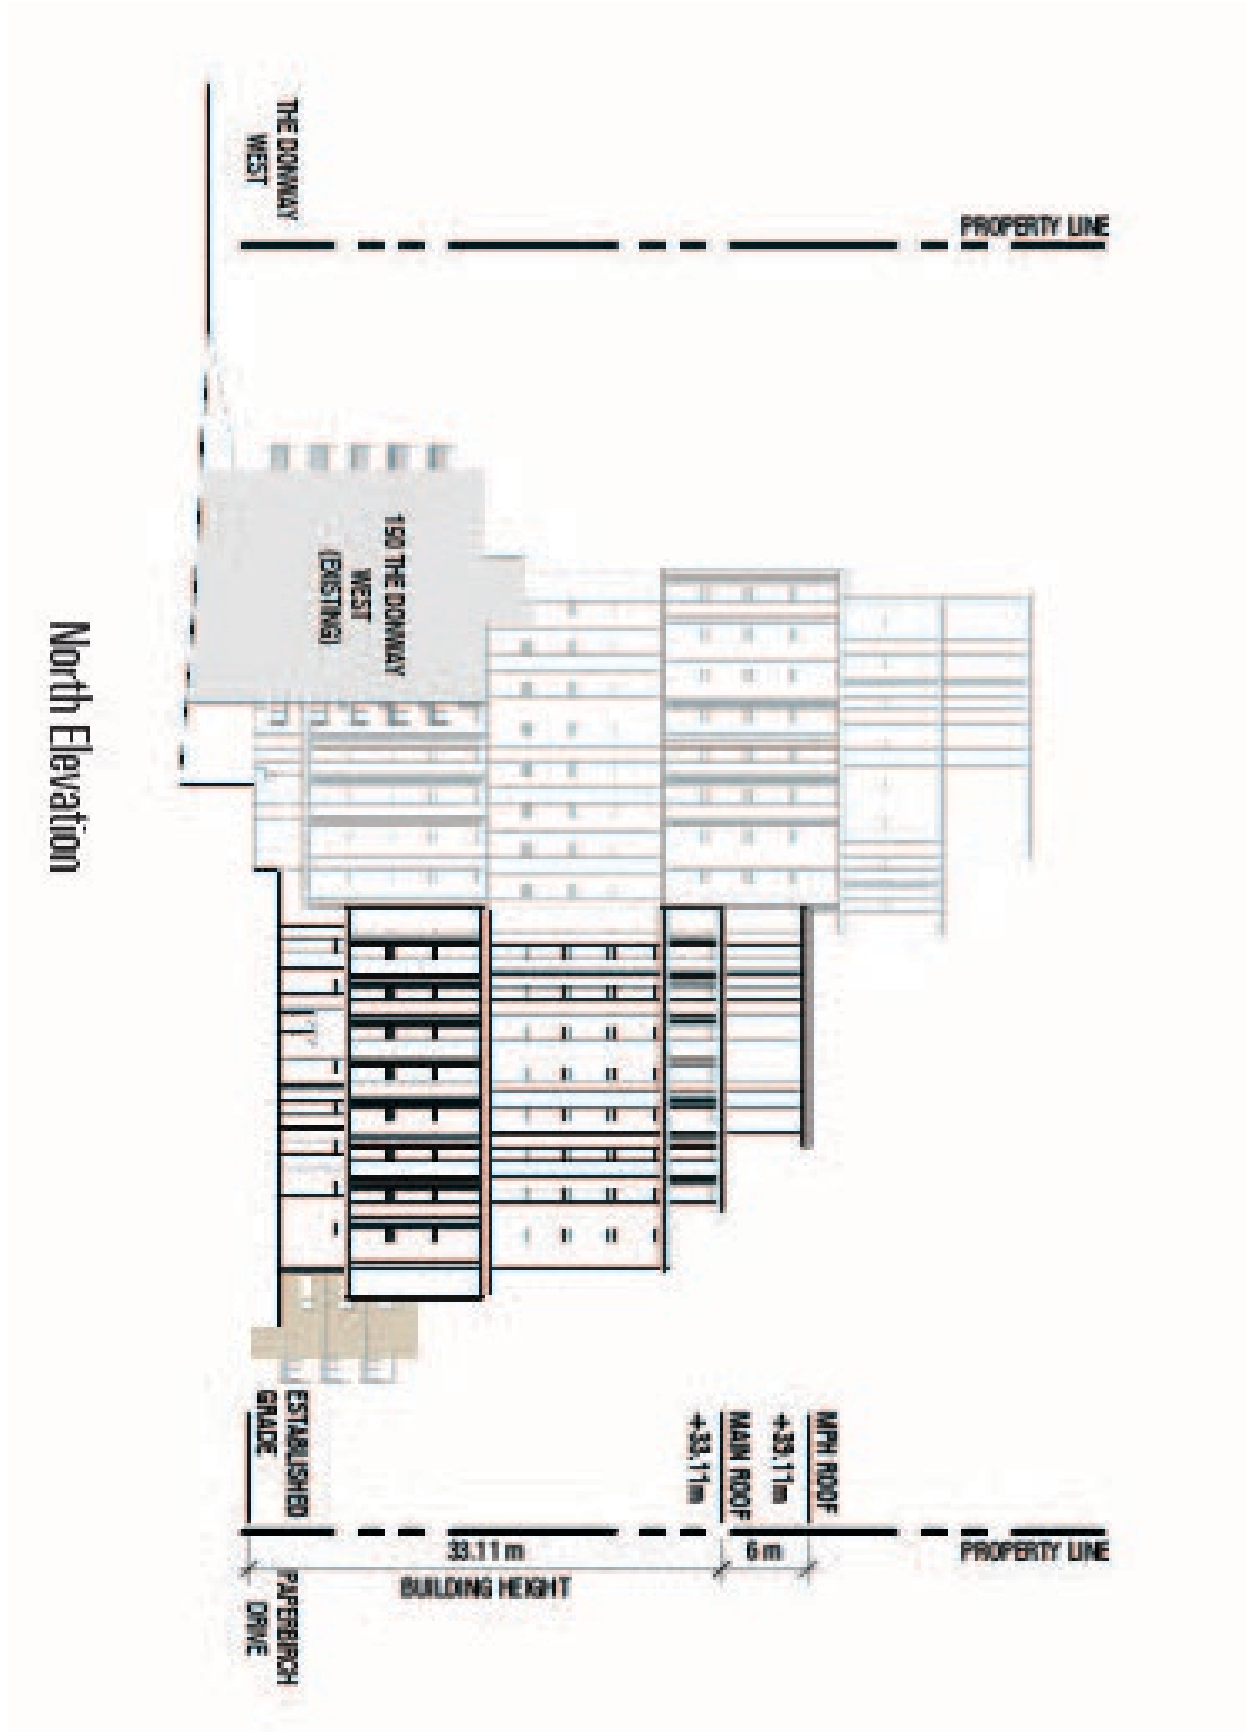 PROPERTY LINE
THE DONWAY
WEST
150 THE DONWAY
WEST
(EXISTING)
MPH ROOF
+39.11m
MAIN ROOF
+33.11m
ESTABLISHED
GRADE
PROPERTY LINE
6 m
33.11 m
BUILDING HEIGHT
PAPERBIRCH
DRIVE
North Elevation